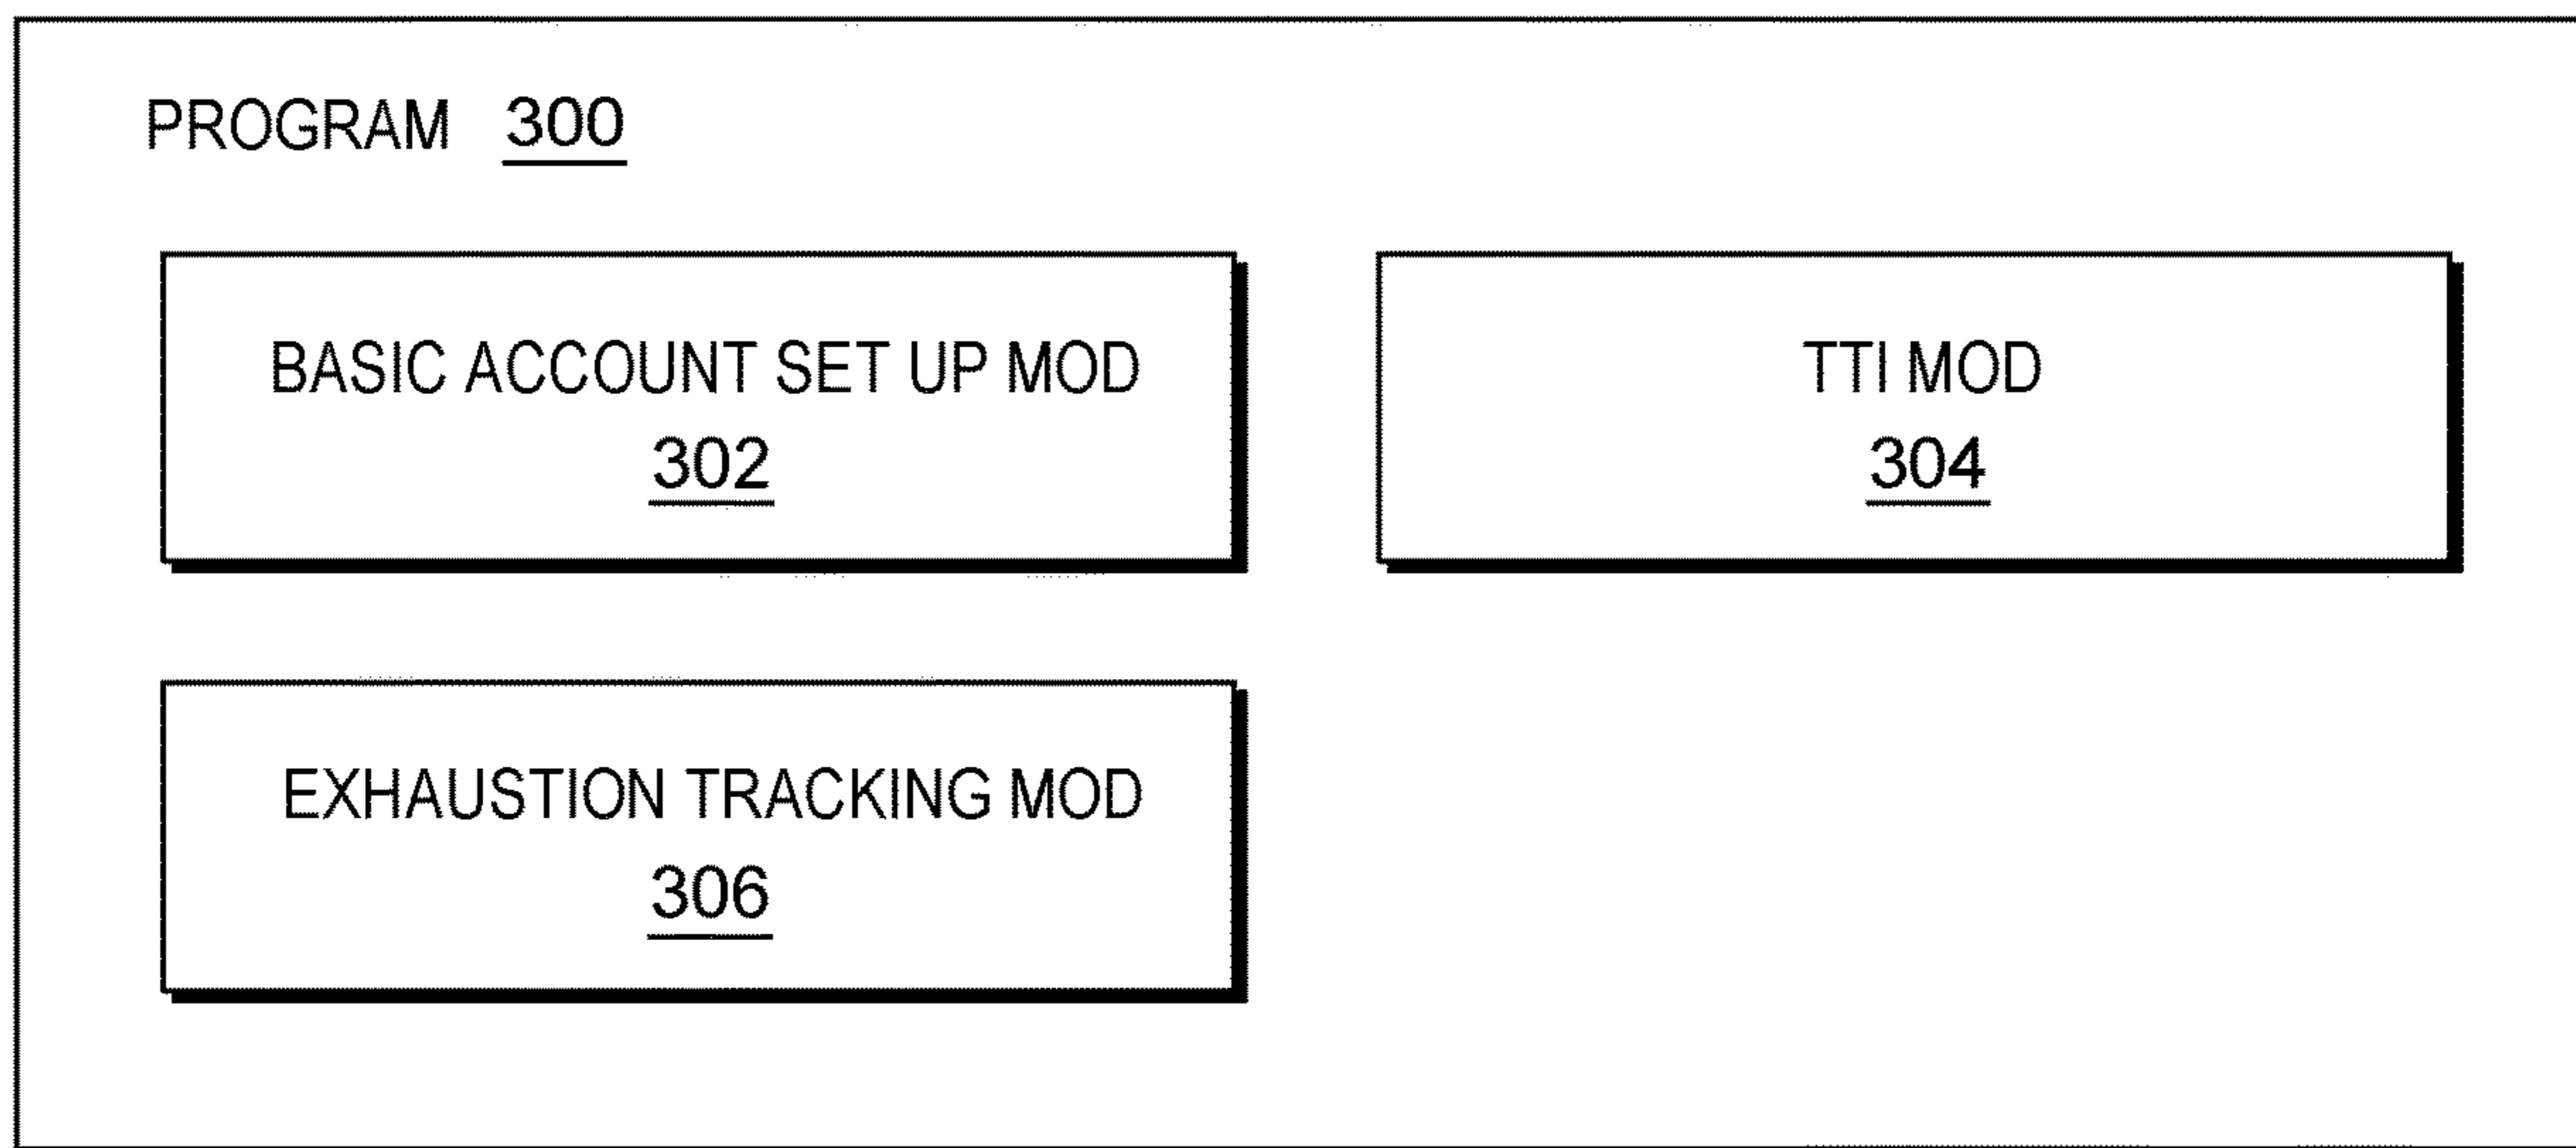 PROGRAM 300
BASIC ACCOUNT SET UP MOD
302
TTI MOD
304
EXHAUSTION TRACKING MOD
306